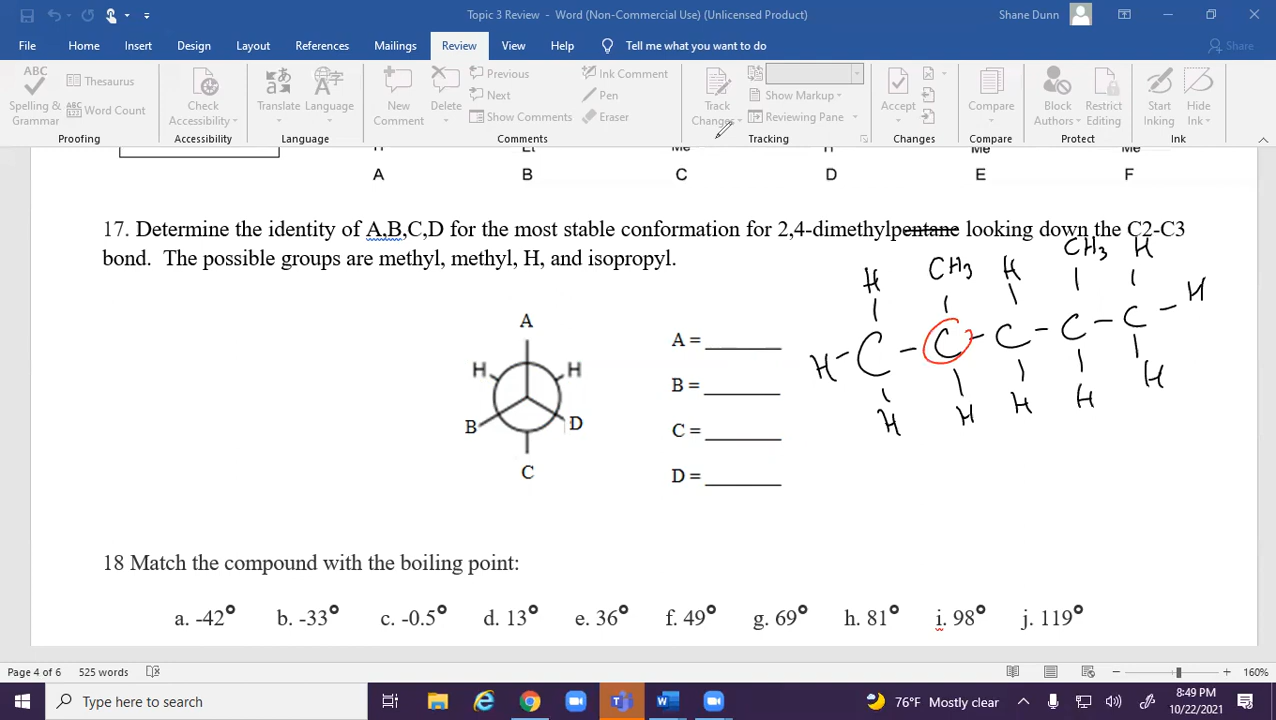 Topic 3 Review - Word (Non-Commercial Use) (Unlicensed Product)
Shane Dunn
File Home Insert Design Layout References Mailings Review View Help Tell me what you want to do Share
ABC Spelling & Grammar
Thesaurus
ABC 123 Word Count
Check Accessibility
Translate
Language
New Comment
Delete
Previous
Next
Show Comments
Ink Comment
Pen
Eraser
Track Changes
Show Markup
Reviewing Pane
Accept
Compare
Block Authors
Restrict Editing
Start Inking
Hide Ink
Proofing Accessibility Language Comments Tracking Changes Compare Protect Ink
H Et Me H Me Me
A B C D E F
17. Determine the identity of A,B,C,D for the most stable conformation for 2,4-dimethylpentane looking down the C2-C3
bond. The possible groups are methyl, methyl, H, and isopropyl.
H CH3 H CH3 H
H C C C C C H
H H H H H
A
H H
B D
C
A = ________
B = ________
C = ________
D = ________
18 Match the compound with the boiling point:
a. -42° b. -33° c. -0.5° d. 13° e. 36° f. 49° g. 69° h. 81° i. 98° j. 119°
Page 4 of 6 525 words 160%
Type here to search
76°F Mostly clear
8:49 PM
10/22/2021